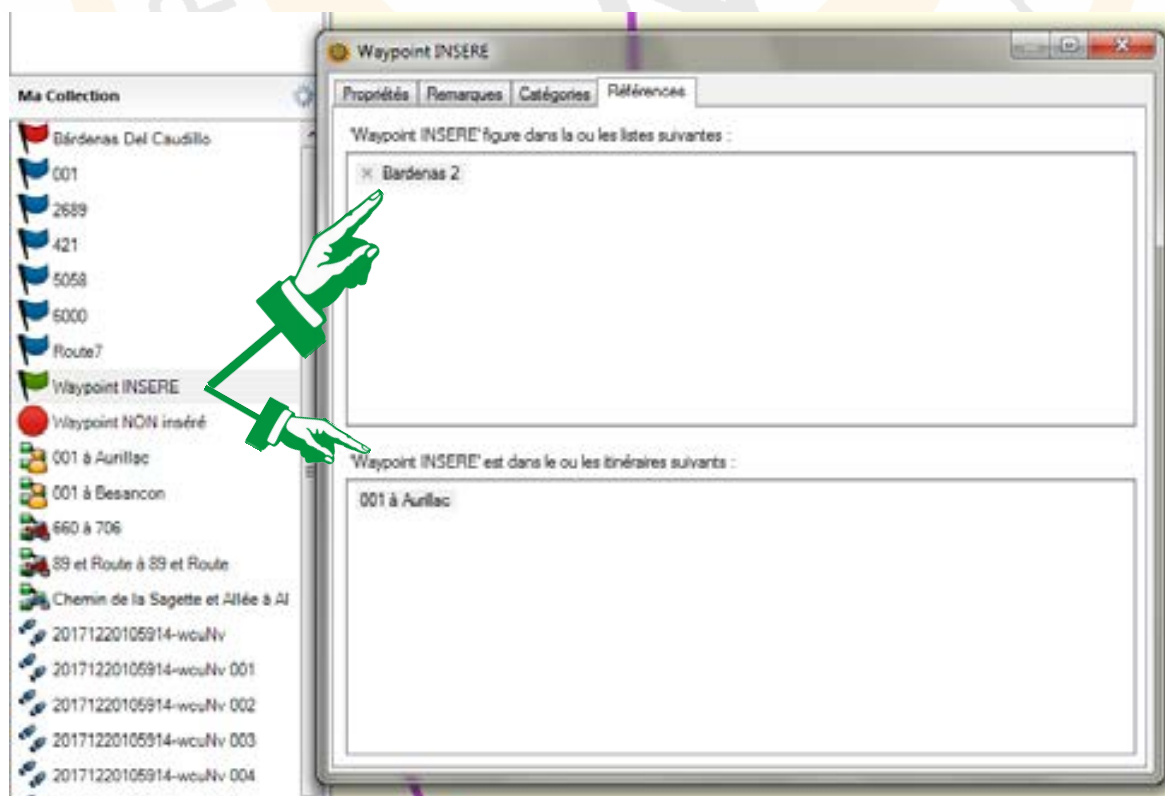 Ma Collection
Bárdenas Del Caudillo
001
2689
421
5058
6000
Route7
Waypoint INSERE
Waypoint NON inséré
001 à Aurillac
001 à Besancon
660 à 706
89 et Route à 89 et Route
Chemin de la Sagette et Allée à Al
20171220105914-wcuNv
20171220105914-wcuNv 001
20171220105914-wcuNv 002
20171220105914-wcuNv 003
20171220105914-wcuNv 004
Waypoint INSERE
Propriétés Remarques Catégories Références
'Waypoint INSERE' figure dans la ou les listes suivantes :
Bardenas 2
'Waypoint INSERE' est dans le ou les itinéraires suivants :
001 à Aurillac